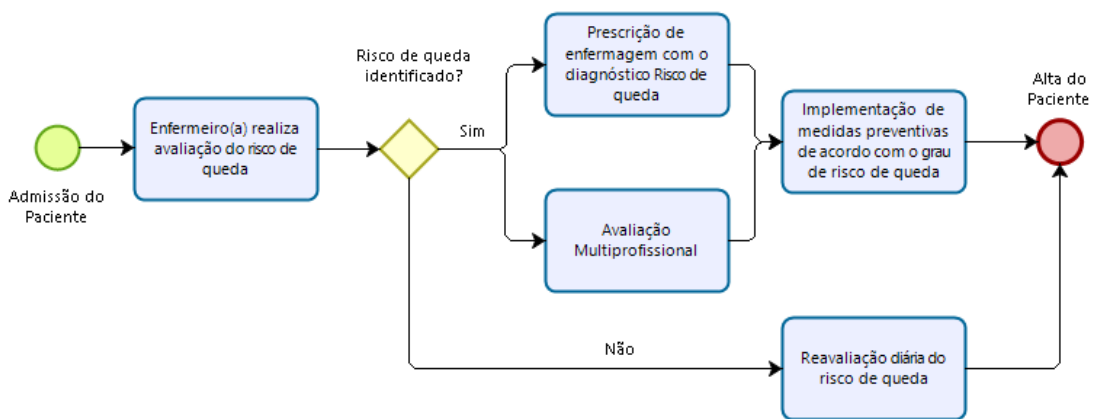 Admissão do
Paciente
Enfermeiro(a) realiza
avaliação do risco de
queda
Risco de queda
identificado?
Sim
Prescrição de
enfermagem com o
diagnóstico Risco de
queda
Avaliação
Multiprofissional
Implementação de
medidas preventivas
de acordo com o grau
de risco de queda
Não
Reavaliação diária do
risco de queda
Alta do
Paciente